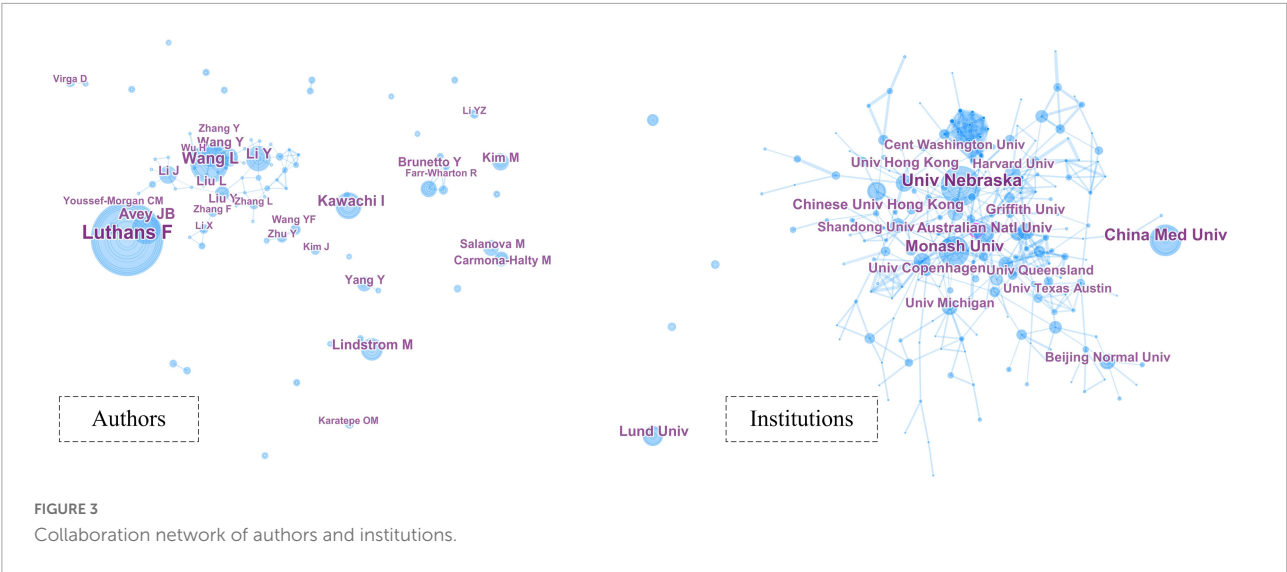 Virga D
Li YZ
Zhang Y
Wang Y
Wu H
Wang L
Li Y
Li J
Liu L
Liu Y
Zhang L
Zhang F
Li X
Youssef-Morgan CM
Avey JB
Luthans F
Wang YF
Zhu Y
Kim J
Kawachi I
Brunetto Y
Farr-Wharton R
Kim M
Salanova M
Carmona-Halty M
Yang Y
Lindstrom M
Karatepe OM
Authors
Cent Washington Univ
Univ Hong Kong
Harvard Univ
Univ Nebraska
Chinese Univ Hong Kong
Griffith Univ
Shandong Univ
Australian Natl Univ
Monash Univ
China Med Univ
Univ Copenhagen
Univ Queensland
Univ Texas Austin
Univ Michigan
Beijing Normal Univ
Lund Univ
Institutions
FIGURE 3
Collaboration network of authors and institutions.